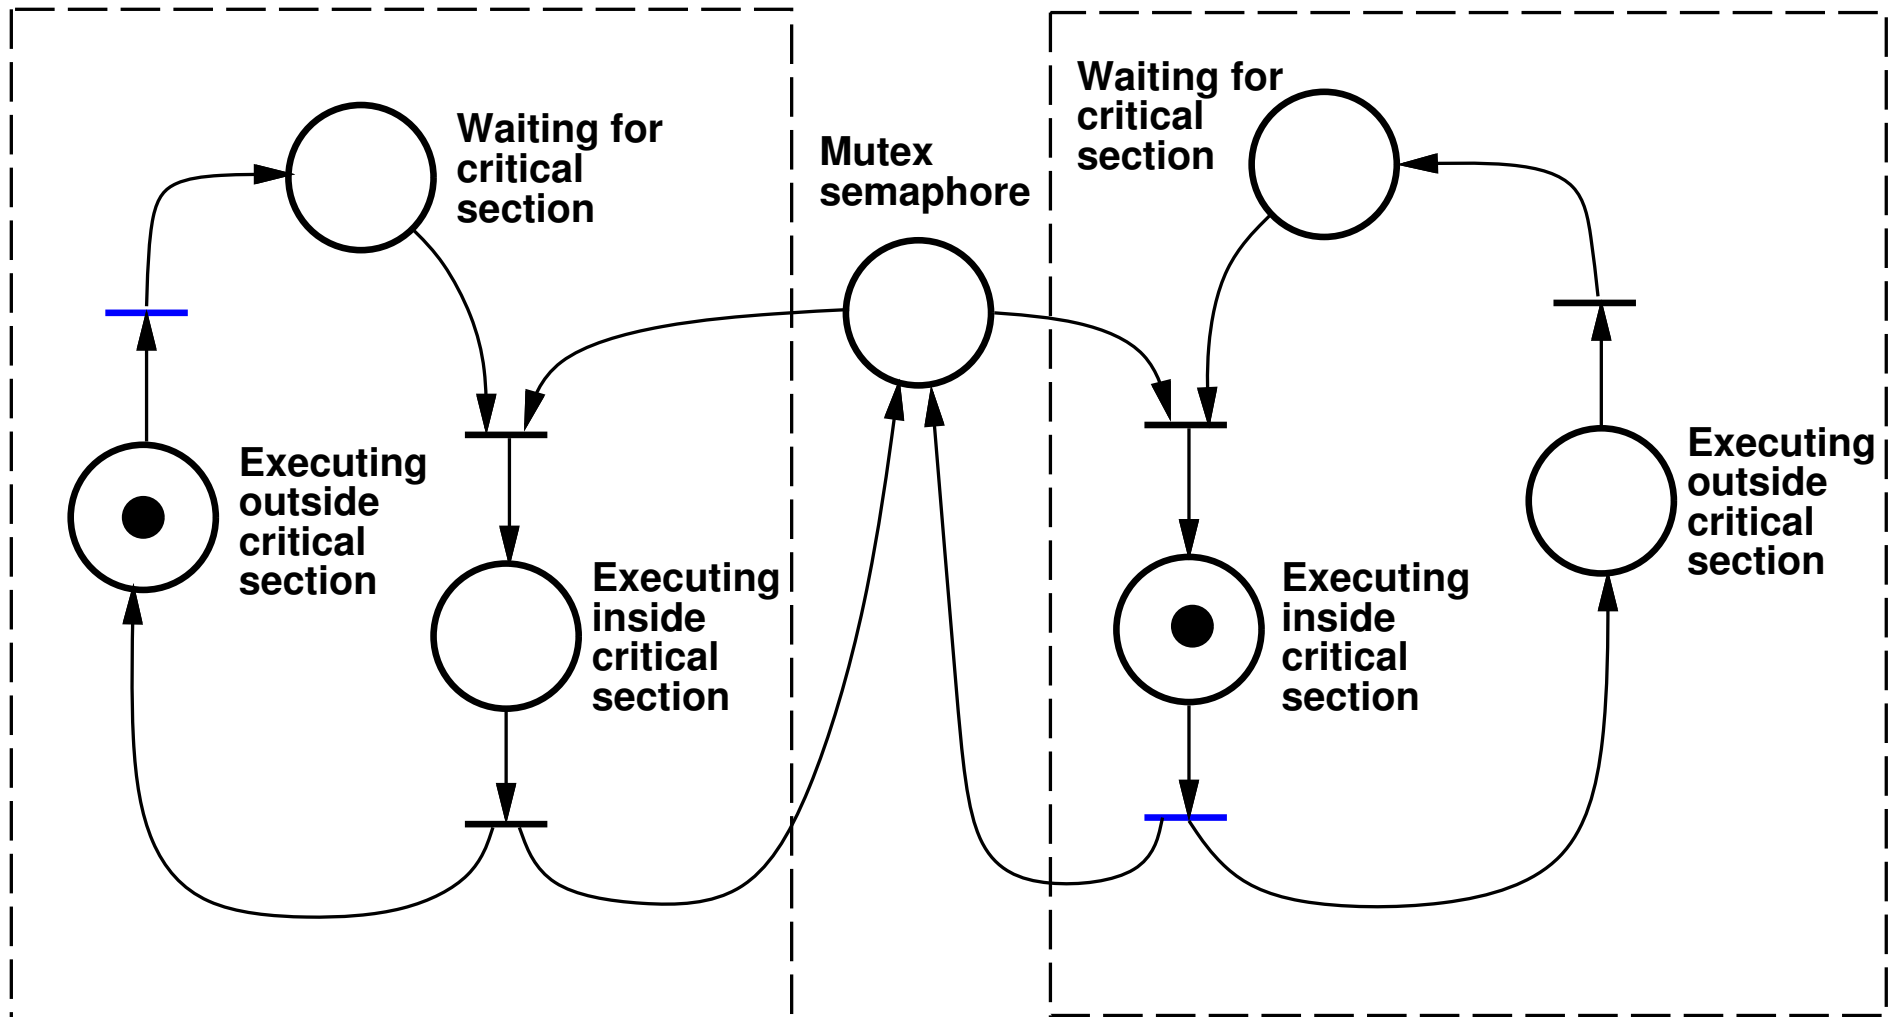 Waiting for
critical
section
Mutex
semaphore
Waiting for
critical
section
Executing
outside
critical
section
Executing
inside
critical
section
Executing
inside
critical
section
Executing
outside
critical
section